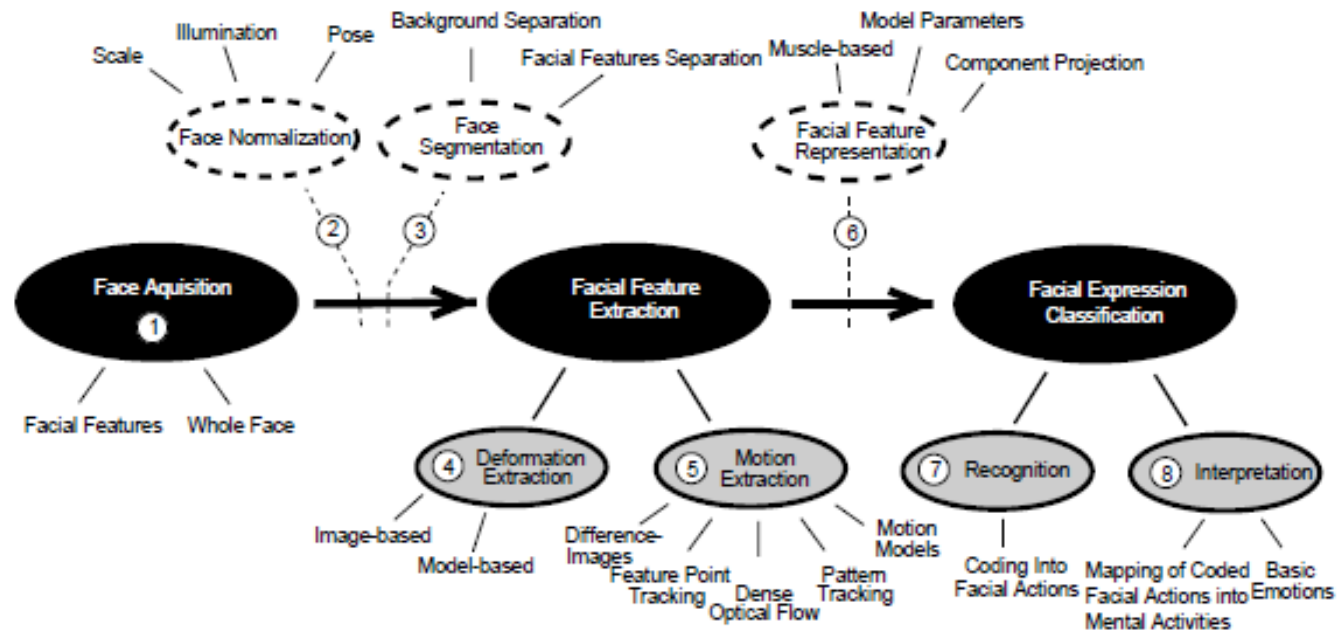 Scale
Illumination
Pose
Background Separation
Facial Features Separation
Model Parameters
Muscle-based
Component Projection
Face Normalization
Face
Segmentation
Facial Feature
Representation
2
3
6
Face Aquisition
1
Facial Feature
Extraction
Facial Expression
Classification
Facial Features
Whole Face
4
Deformation
Extraction
5
Motion
Extraction
7
Recognition
8
Interpretation
Image-based
Model-based
Difference-
Images
Feature Point
Tracking
Dense
Optical Flow
Pattern
Tracking
Motion
Models
Coding Into
Facial Actions
Mapping of Coded
Facial Actions into
Mental Activities
Basic
Emotions